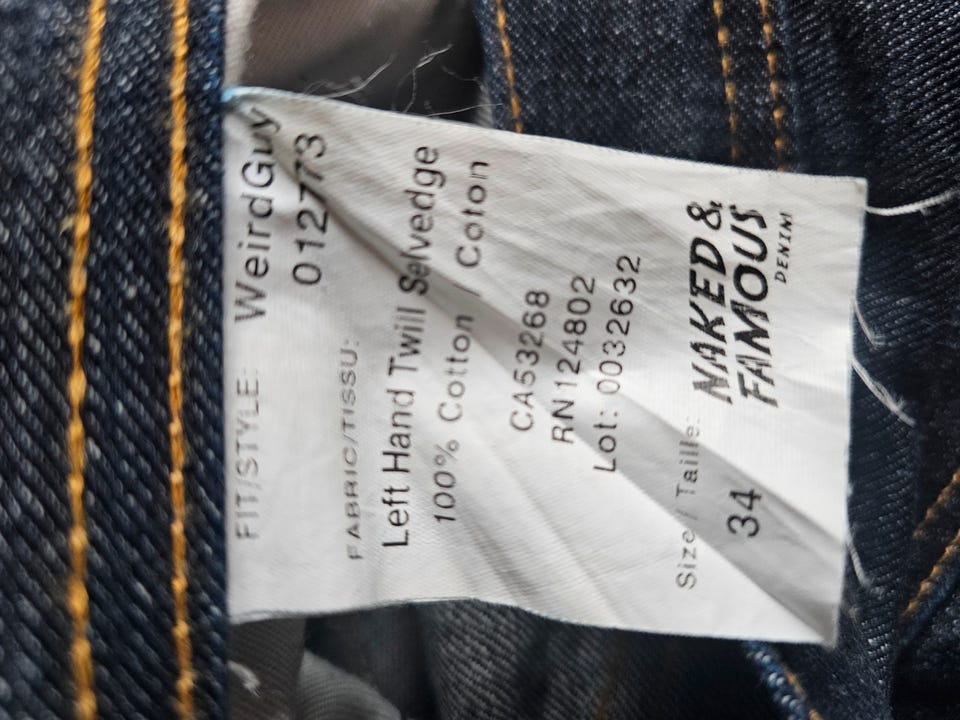 FIT/STYLE: WeirdGuy
012773
FABRIC/TISSU:
Left Hand Twill Selvedge
100% Cotton / Coton
CA53268
RN124802
Lot: 0032632
Size / Taille:
34
NAKED &
FAMOUS
DENIM